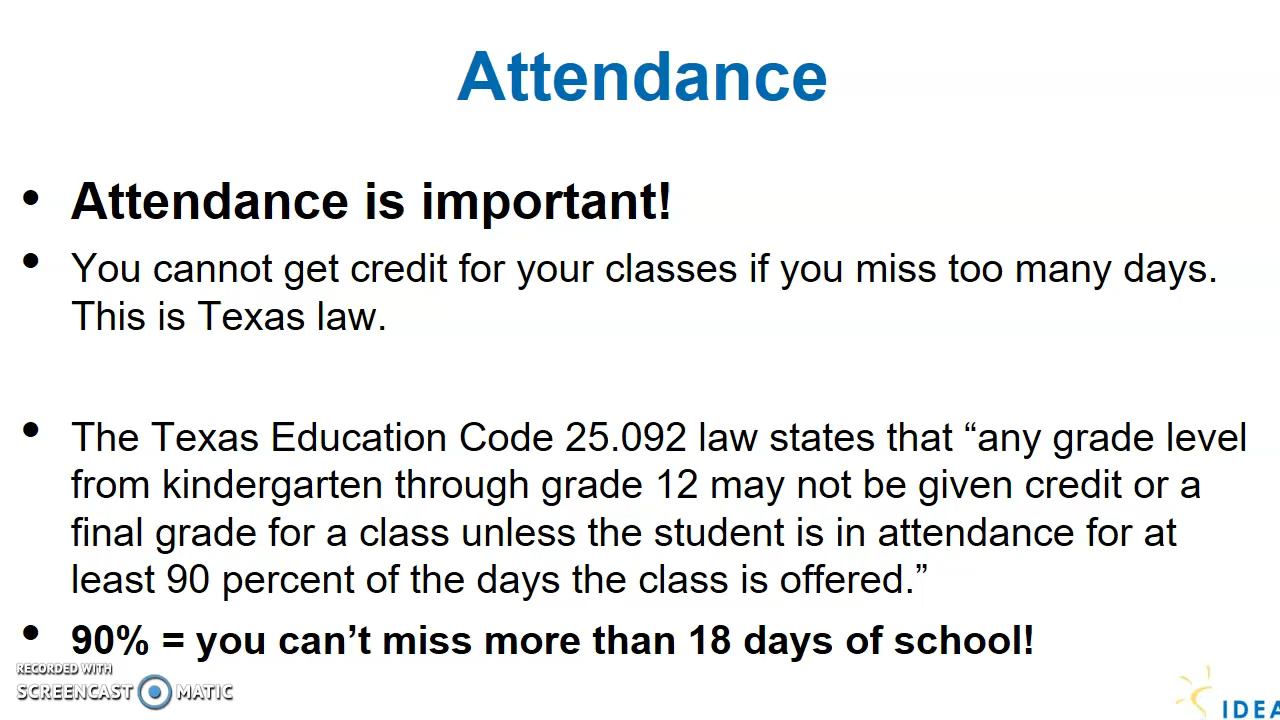 Attendance
• Attendance is important!
• You cannot get credit for your classes if you miss too many days.
This is Texas law.
• The Texas Education Code 25.092 law states that “any grade level
from kindergarten through grade 12 may not be given credit or a
final grade for a class unless the student is in attendance for at
least 90 percent of the days the class is offered.”
• 90% = you can’t miss more than 18 days of school!
RECORDED WITH
SCREENCAST MATIC
IDEA